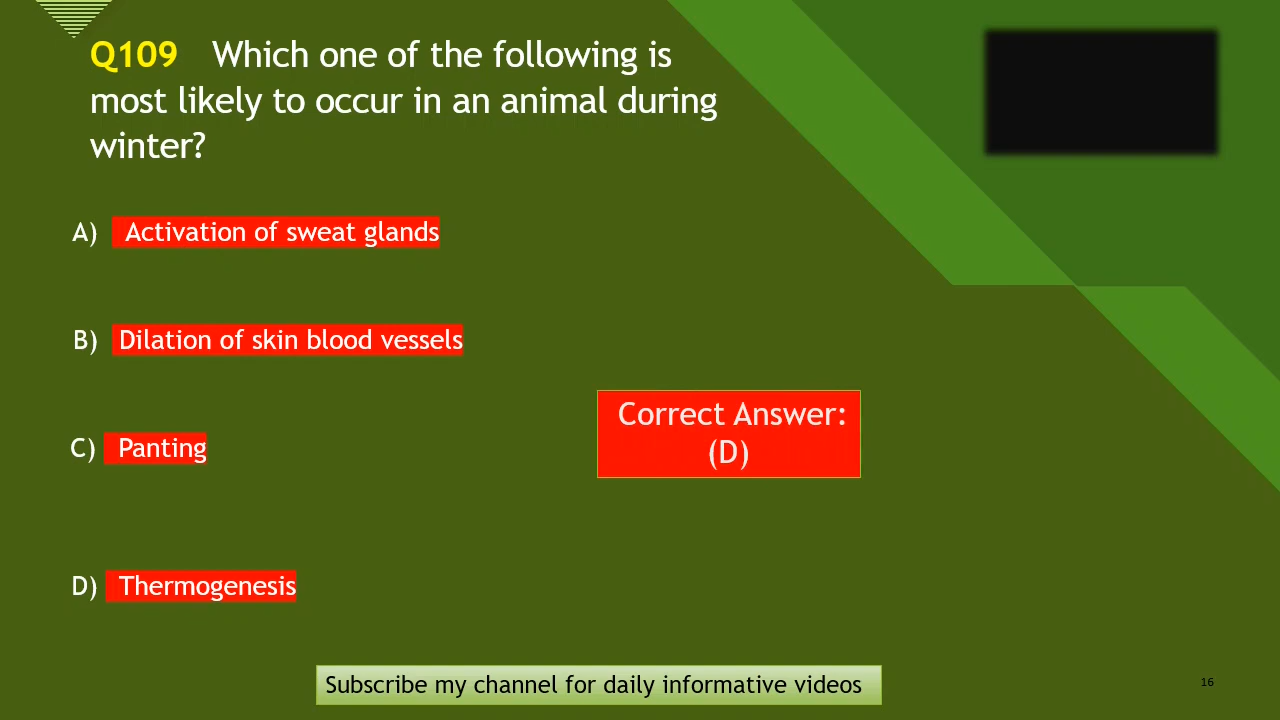 Q109 Which one of the following is
most likely to occur in an animal during
winter?
A) Activation of sweat glands
B) Dilation of skin blood vessels
Correct Answer:
(D)
C) Panting
D) Thermogenesis
Subscribe my channel for daily informative videos
16